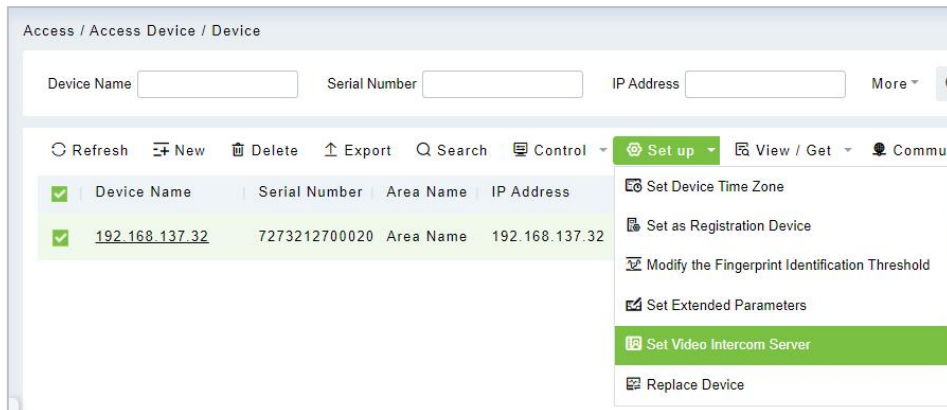 Access / Access Device / Device
Device Name Serial Number IP Address More
Refresh New Delete Export Search Control Set up View / Get
Device Name Serial Number Area Name IP Address
192.168.137.32 7273212700020 Area Name 192.168.137.32
Set Device Time Zone
Set as Registration Device
Modify the Fingerprint Identification Threshold
Set Extended Parameters
Set Video Intercom Server
Replace Device